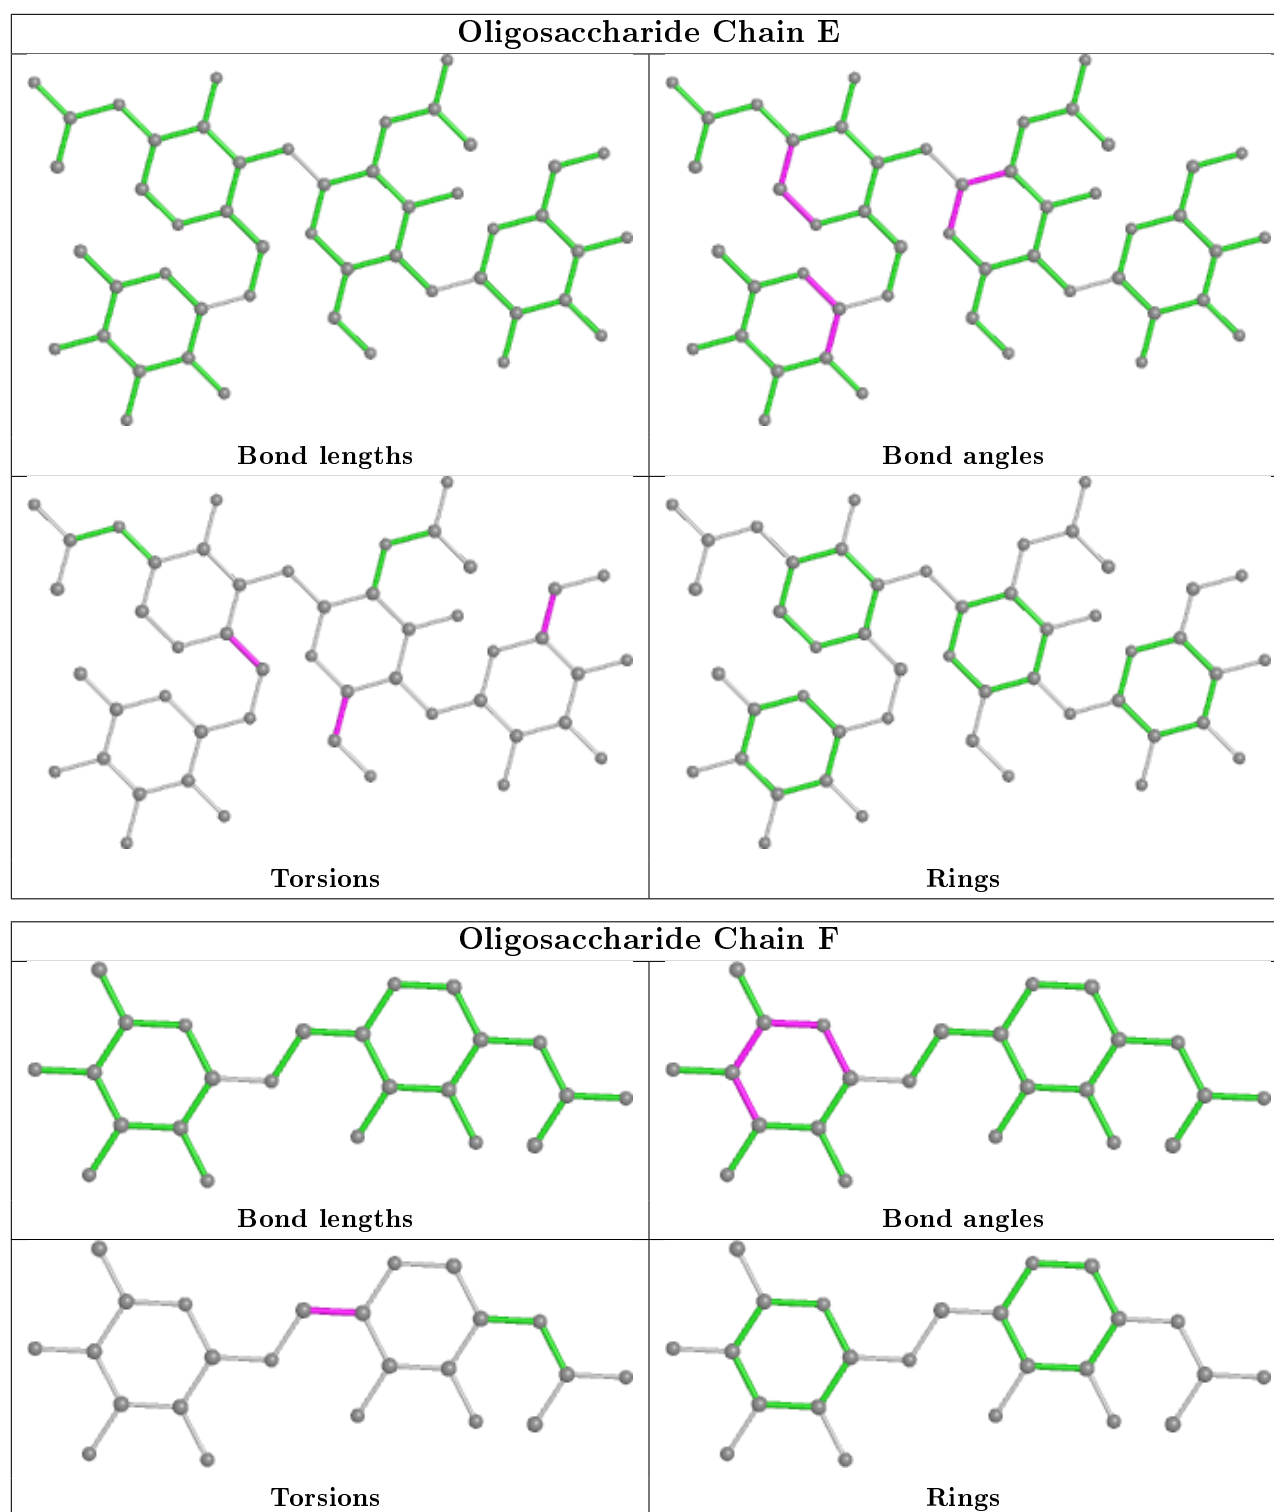 Oligosaccharide Chain E
Bond lengths
Bond angles
Torsions
Rings
Oligosaccharide Chain F
Bond lengths
Bond angles
Torsions
Rings